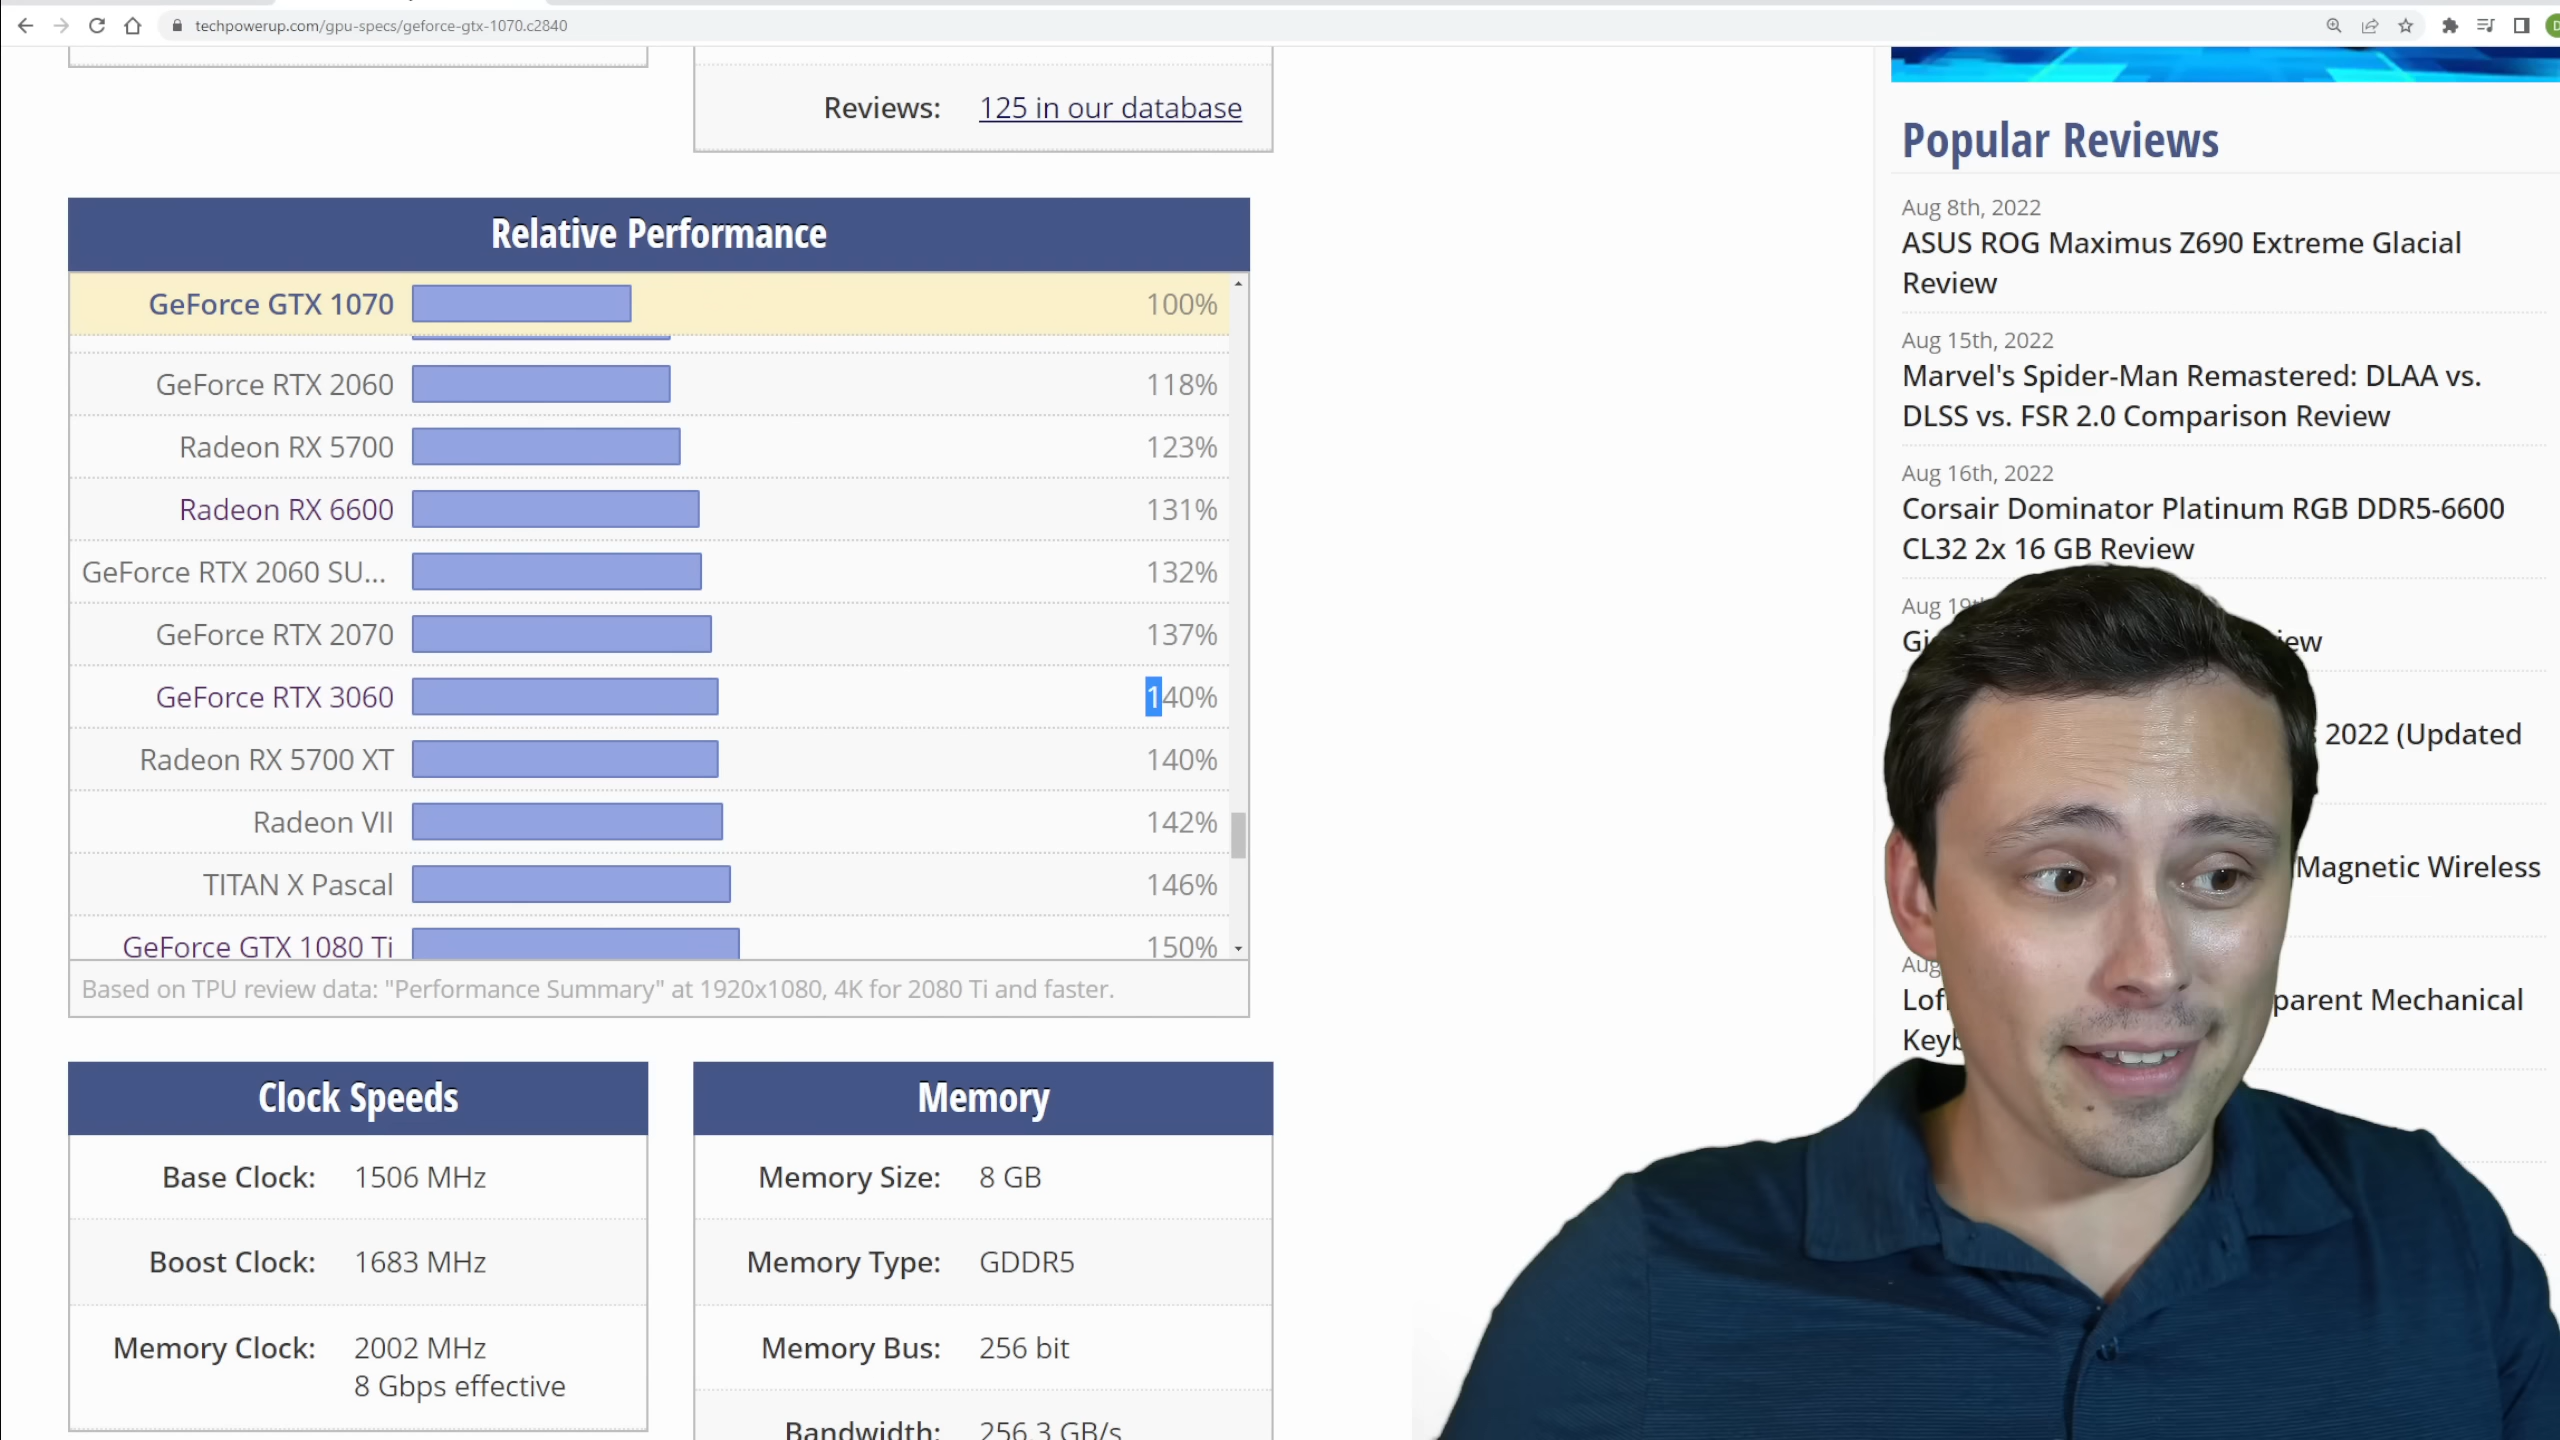 techpowerup.com/gpu-specs/geforce-gtx-1070.c2840
D
Reviews: 125 in our database
Relative Performance
GeForce GTX 1070 100%
GeForce RTX 2060 118%
Radeon RX 5700 123%
Radeon RX 6600 131%
GeForce RTX 2060 SU... 132%
GeForce RTX 2070 137%
GeForce RTX 3060 140%
Radeon RX 5700 XT 140%
Radeon VII 142%
TITAN X Pascal 146%
GeForce GTX 1080 Ti 150%
Based on TPU review data: "Performance Summary" at 1920x1080, 4K for 2080 Ti and faster.
Clock Speeds
Base Clock: 1506 MHz
Boost Clock: 1683 MHz
Memory Clock: 2002 MHz
8 Gbps effective
Memory
Memory Size: 8 GB
Memory Type: GDDR5
Memory Bus: 256 bit
Bandwidth: 256.3 GB/s
Popular Reviews
Aug 8th, 2022
ASUS ROG Maximus Z690 Extreme Glacial
Review
Aug 15th, 2022
Marvel's Spider-Man Remastered: DLAA vs.
DLSS vs. FSR 2.0 Comparison Review
Aug 16th, 2022
Corsair Dominator Platinum RGB DDR5-6600
CL32 2x 16 GB Review
Aug
2022 (Updated
Magnetic Wireless
Aug
Mechanical